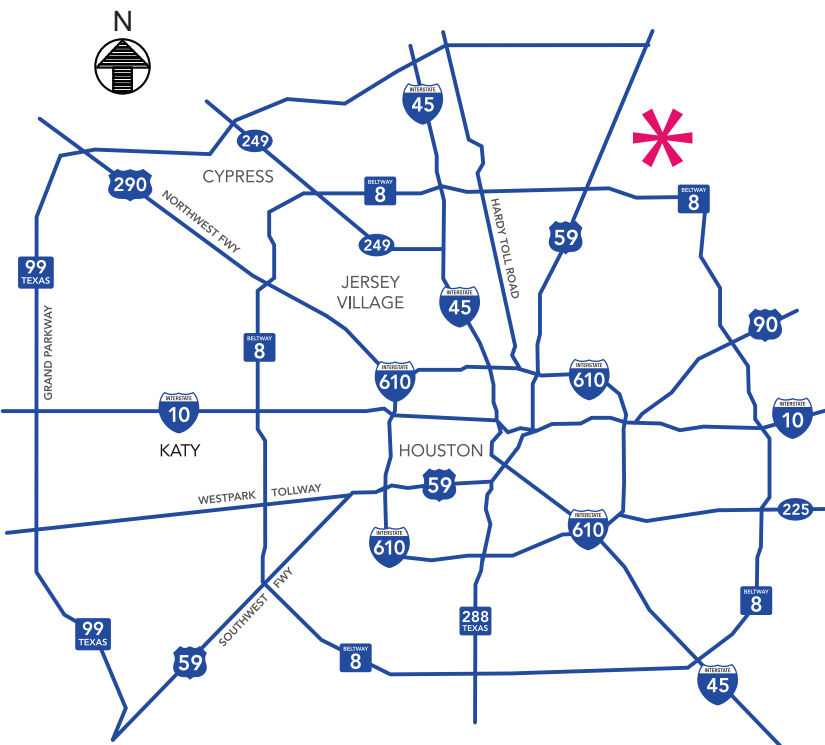 N
INTERSTATE
45
249
CYPRESS
290
NORTHWEST FWY
BELTWAY
8
BELTWAY
8
HARDY TOLL ROAD
59
249
99
TEXAS
JERSEY
VILLAGE
INTERSTATE
45
90
GRAND PARKWAY
BELTWAY
8
INTERSTATE
610
INTERSTATE
610
INTERSTATE
10
INTERSTATE
10
KATY
HOUSTON
59
WESTPARK TOLLWAY
225
INTERSTATE
610
INTERSTATE
610
SOUTHWEST FWY
BELTWAY
8
288
TEXAS
99
TEXAS
59
BELTWAY
8
INTERSTATE
45